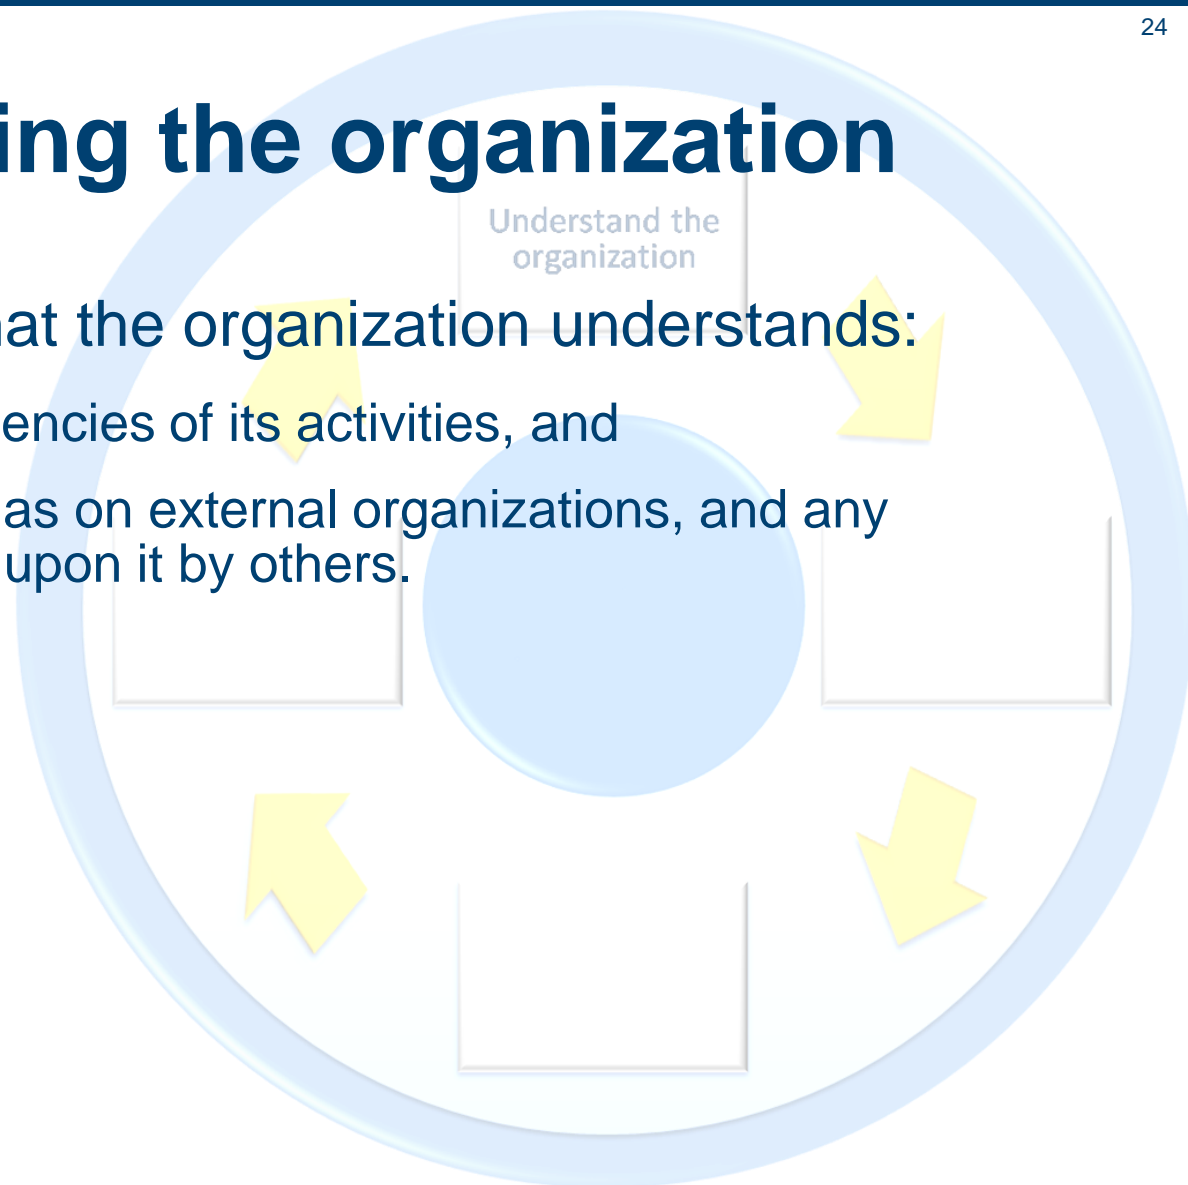 24
ing the organization
Understand the
organization
hat the organization understands:
encies of its activities, and
as on external organizations, and any
upon it by others.